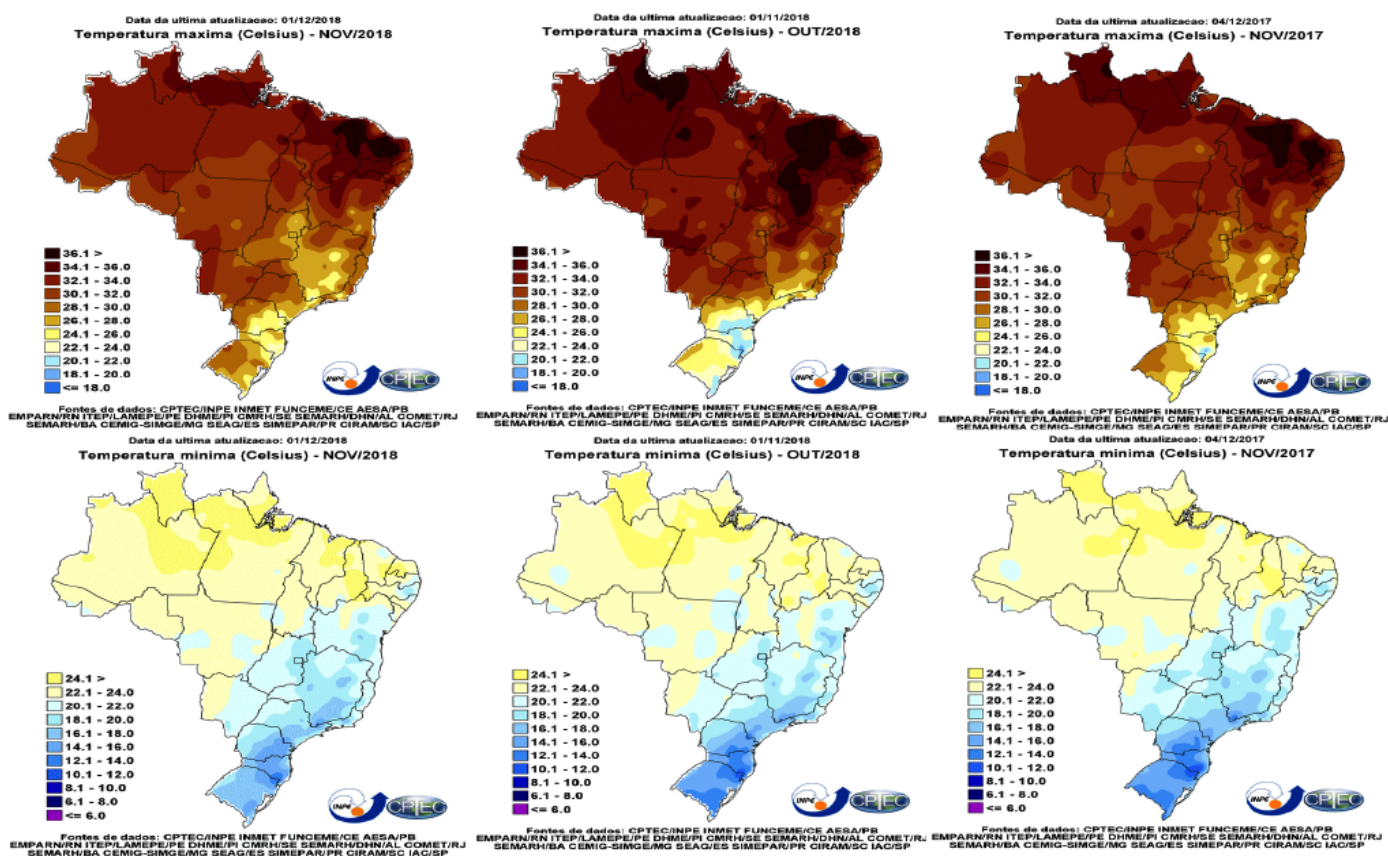 Data da ultima atualizacao: 01/12/2018
Temperatura maxima (Celsius) - NOV/2018
36.1 >
34.1 - 36.0
32.1 - 34.0
30.1 - 32.0
28.1 - 30.0
26.1 - 28.0
24.1 - 26.0
22.1 - 24.0
20.1 - 22.0
18.1 - 20.0
<= 18.0
INPE
CPTEC
Fontes de dados: CPTEC/INPE INMET FUNCEME/CE AESA/PB
EMPARN/RN ITEP/LAMEPE/PE DHME/PI CMRH/SE SEMARH/DHN/AL COMET/RJ
SEMARH/BA CEMIG-SIMGE/MG SEAG/ES SIMEPAR/PR CIRAM/SC IAC/SP
Data da ultima atualizacao: 01/11/2018
Temperatura maxima (Celsius) - OUT/2018
36.1 >
34.1 - 36.0
32.1 - 34.0
30.1 - 32.0
28.1 - 30.0
26.1 - 28.0
24.1 - 26.0
22.1 - 24.0
20.1 - 22.0
18.1 - 20.0
<= 18.0
INPE
CPTEC
Fontes de dados: CPTEC/INPE INMET FUNCEME/CE AESA/PB
EMPARN/RN ITEP/LAMEPE/PE DHME/PI CMRH/SE SEMARH/DHN/AL COMET/RJ
SEMARH/BA CEMIG-SIMGE/MG SEAG/ES SIMEPAR/PR CIRAM/SC IAC/SP
Data da ultima atualizacao: 04/12/2017
Temperatura maxima (Celsius) - NOV/2017
36.1 >
34.1 - 36.0
32.1 - 34.0
30.1 - 32.0
28.1 - 30.0
26.1 - 28.0
24.1 - 26.0
22.1 - 24.0
20.1 - 22.0
18.1 - 20.0
<= 18.0
INPE
CPTEC
Fontes de dados: CPTEC/INPE INMET FUNCEME/CE AESA/PB
EMPARN/RN ITEP/LAMEPE/PE DHME/PI CMRH/SE SEMARH/DHN/AL COMET/RJ
SEMARH/BA CEMIG-SIMGE/MG SEAG/ES SIMEPAR/PR CIRAM/SC IAC/SP
Data da ultima atualizacao: 01/12/2018
Temperatura minima (Celsius) - NOV/2018
24.1 >
22.1 - 24.0
20.1 - 22.0
18.1 - 20.0
16.1 - 18.0
14.1 - 16.0
12.1 - 14.0
10.1 - 12.0
8.1 - 10.0
6.1 - 8.0
<= 6.0
INPE
CPTEC
Fontes de dados: CPTEC/INPE INMET FUNCEME/CE AESA/PB
EMPARN/RN ITEP/LAMEPE/PE DHME/PI CMRH/SE SEMARH/DHN/AL COMET/RJ
SEMARH/BA CEMIG-SIMGE/MG SEAG/ES SIMEPAR/PR CIRAM/SC IAC/SP
Data da ultima atualizacao: 01/11/2018
Temperatura minima (Celsius) - OUT/2018
24.1 >
22.1 - 24.0
20.1 - 22.0
18.1 - 20.0
16.1 - 18.0
14.1 - 16.0
12.1 - 14.0
10.1 - 12.0
8.1 - 10.0
6.1 - 8.0
<= 6.0
INPE
CPTEC
Fontes de dados: CPTEC/INPE INMET FUNCEME/CE AESA/PB
EMPARN/RN ITEP/LAMEPE/PE DHME/PI CMRH/SE SEMARH/DHN/AL COMET/RJ
SEMARH/BA CEMIG-SIMGE/MG SEAG/ES SIMEPAR/PR CIRAM/SC IAC/SP
Data da ultima atualizacao: 04/12/2017
Temperatura minima (Celsius) - NOV/2017
24.1 >
22.1 - 24.0
20.1 - 22.0
18.1 - 20.0
16.1 - 18.0
14.1 - 16.0
12.1 - 14.0
10.1 - 12.0
8.1 - 10.0
6.1 - 8.0
<= 6.0
INPE
CPTEC
Fontes de dados: CPTEC/INPE INMET FUNCEME/CE AESA/PB
EMPARN/RN ITEP/LAMEPE/PE DHME/PI CMRH/SE SEMARH/DHN/AL COMET/RJ
SEMARH/BA CEMIG-SIMGE/MG SEAG/ES SIMEPAR/PR CIRAM/SC IAC/SP